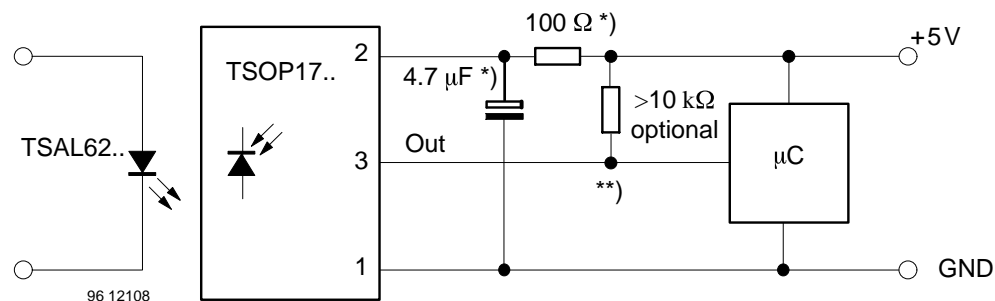 100 Ω *)
+5V
2
TSOP17..
4.7 μF *)
>10 kΩ
optional
TSAL62..
Out
3
**)
μC
1
GND
96 12108